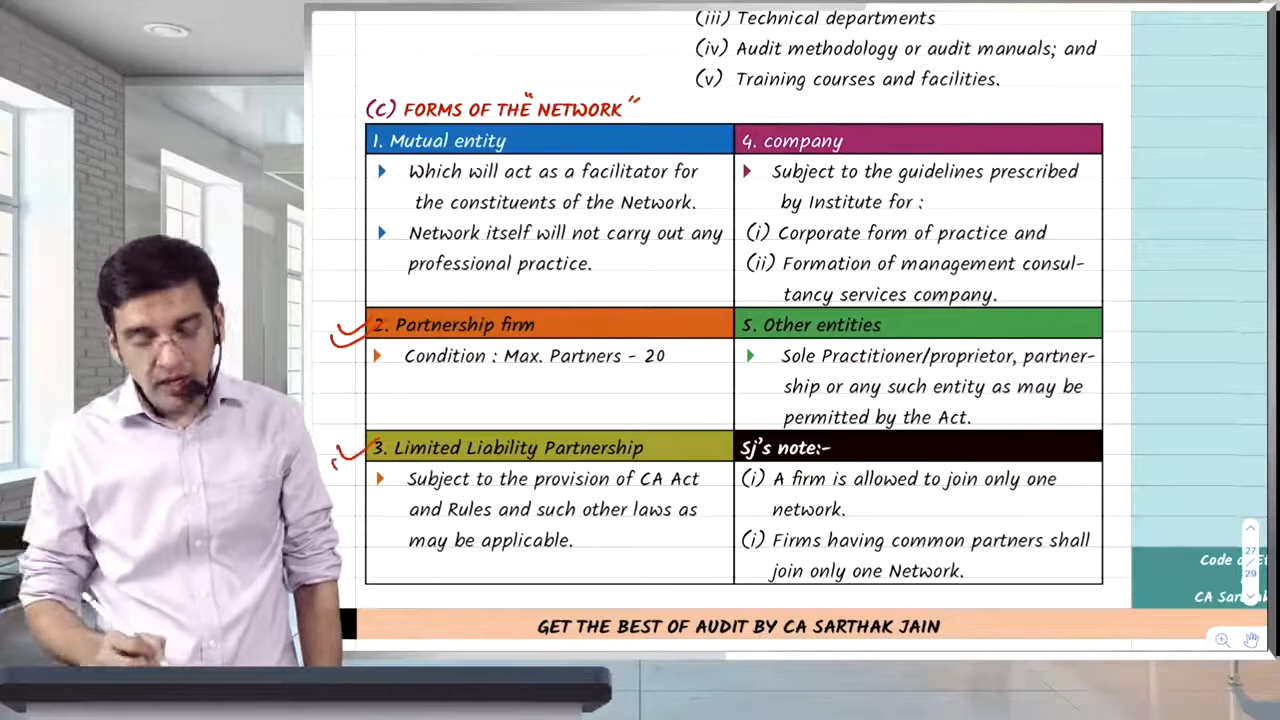 (iii) Technical departments
(iv) Audit methodology or audit manuals; and
(v) Training courses and facilities.
(C) FORMS OF THE "NETWORK"
1. Mutual entity
Which will act as a facilitator for
the constituents of the Network.
Network itself will not carry out any
professional practice.
2. Partnership firm
Condition : Max. Partners - 20
3. Limited Liability Partnership
Subject to the provision of CA Act
and Rules and such other laws as
may be applicable.
4. company
Subject to the guidelines prescribed
by Institute for :
(i) Corporate form of practice and
(ii) Formation of management consul-
tancy services company.
5. Other entities
Sole Practitioner/proprietor, partner-
ship or any such entity as may be
permitted by the Act.
Sj's note:-
(i) A firm is allowed to join only one
network.
(i) Firms having common partners shall
join only one Network.
27
29
Code
CA
GET THE BEST OF AUDIT BY CA SARTHAK JAIN